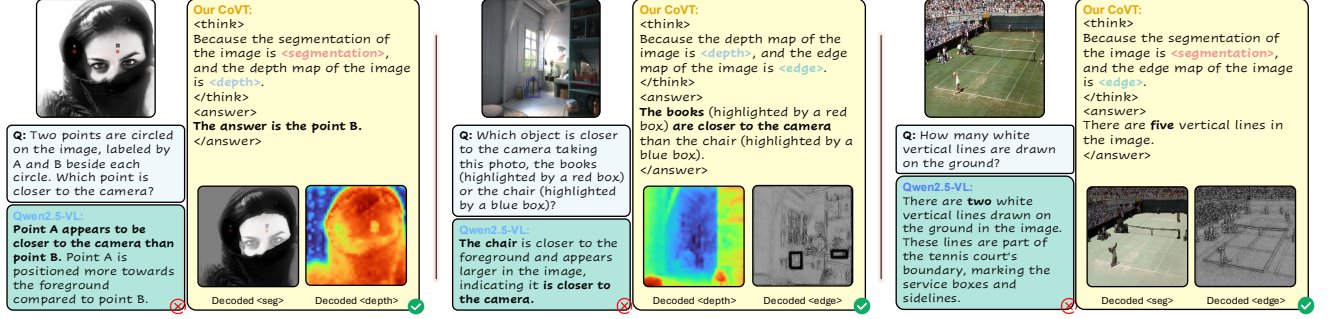 Q: Two points are circled
on the image, labeled by
A and B beside each
circle. Which point is
closer to the camera?
Qwen2.5-VL:
Point A appears to be
closer to the camera than
point B. Point A is
positioned more towards
the foreground
compared to point B.
Our CoVT:
<think>
Because the segmentation of
the image is <segmentation>,
and the depth map of the image
is <depth>.
</think>
<answer>
The answer is the point B.
</answer>
Decoded <seg>
Decoded <depth>
Q: Which object is closer
to the camera taking
this photo, the books
(highlighted by a red box)
or the chair (highlighted
by a blue box)?
Qwen2.5-VL:
The chair is closer to the
foreground and appears
larger in the image,
indicating it is closer to
the camera.
Our CoVT:
<think>
Because the depth map of the
image is <depth>, and the edge
map of the image is <edge>.
</think>
<answer>
The books (highlighted by a red
box) are closer to the camera
than the chair (highlighted by a
blue box).
</answer>
Decoded <depth>
Decoded <edge>
Q: How many white
vertical lines are drawn
on the ground?
Qwen2.5-VL:
There are two white
vertical lines drawn on
the ground in the image.
These lines are part of
the tennis court's
boundary, marking the
service boxes and
sidelines.
Our CoVT:
<think>
Because the segmentation of
the image is <segmentation>,
and the edge map of the image
is <edge>.
</think>
<answer>
There are five vertical lines in
the image.
</answer>
Decoded <seg>
Decoded <edge>